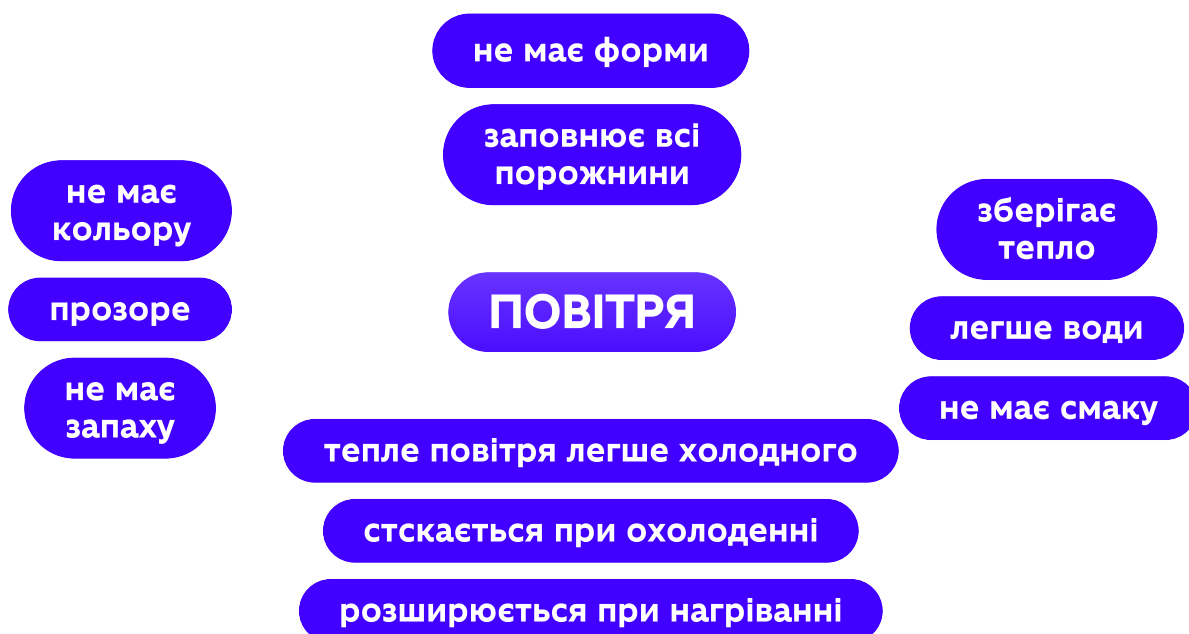 не має форми
заповнює всі
порожнини
не має
кольору
прозоре
не має
запаху
ПОВІТРЯ
зберігає
тепло
легше води
не має смаку
тепле повітря легше холодного
стскається при охолоденні
розширюється при нагріванні